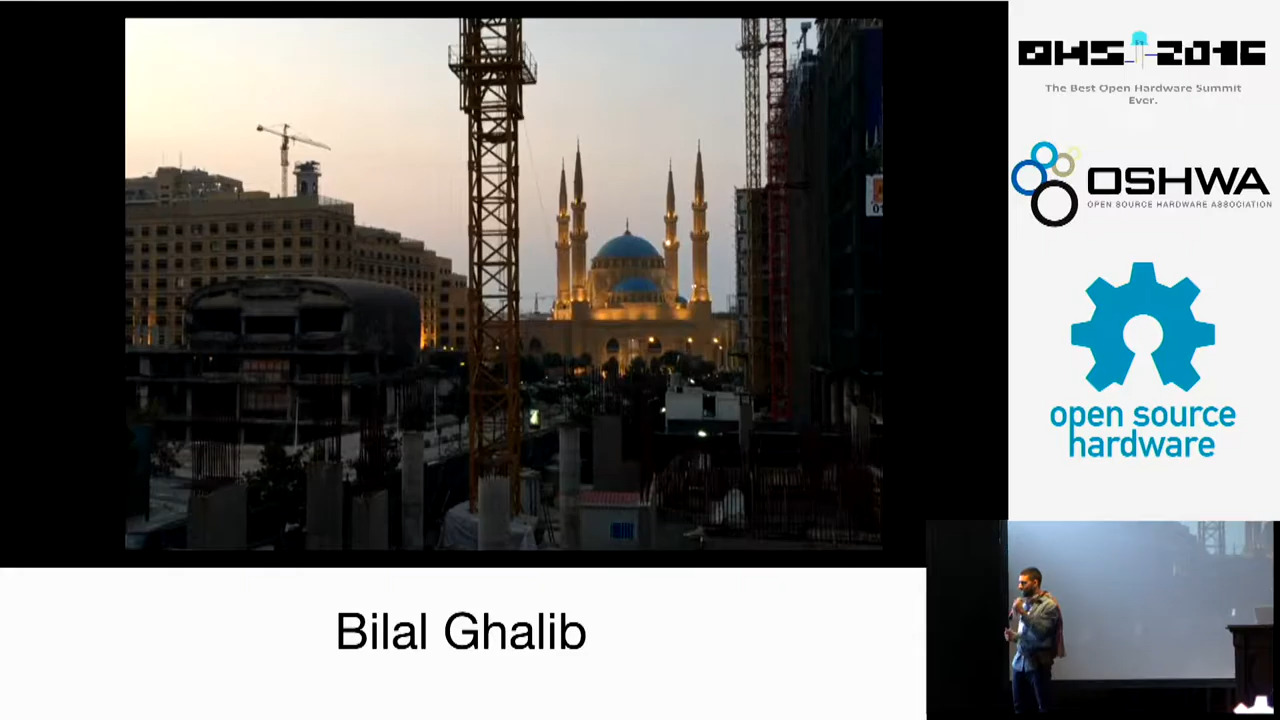 OHS 2016
The Best Open Hardware Summit
Ever.
OSHWA
OPEN SOURCE HARDWARE ASSOCIATION
open source
hardware
Bilal Ghalib